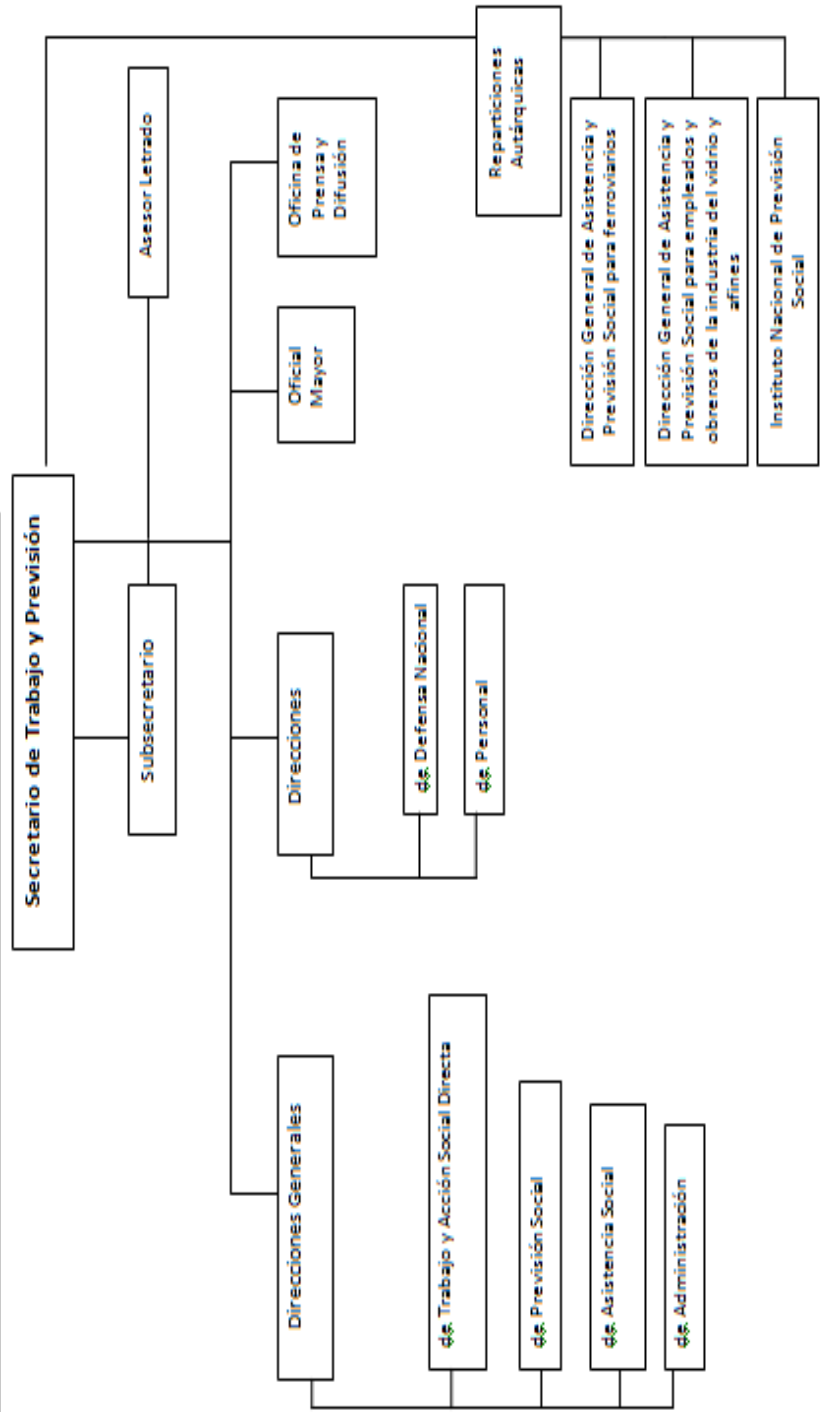 Secretario de Trabajo y Previsión
Subsecretario
Asesor Letrado
Direcciones Generales
de Trabajo y Acción Social Directa
de Previsión Social
de Asistencia Social
de Administración
Direcciones
de Defensa Nacional
de Personal
Oficial
Mayor
Oficina de
Prensa y
Difusión
Reparticiones
Autárquicas
Dirección General de Asistencia y
Previsión Social para ferroviarios
Dirección General de Asistencia y
Previsión Social para empleados y
obreros de la industria del vidrio y
afines
Instituto Nacional de Previsión
Social